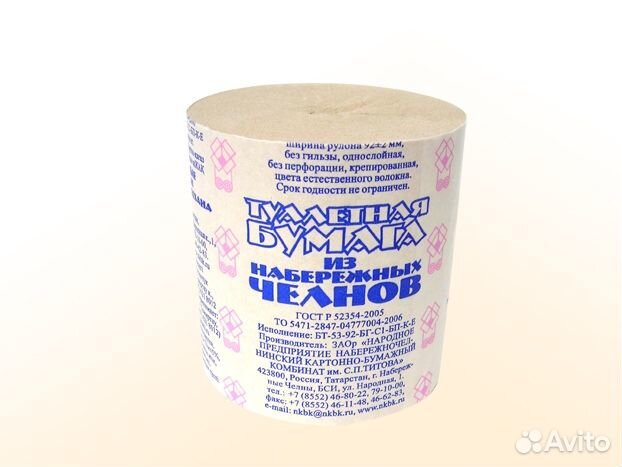 ширина рулона 92±2 мм,
без гильзы, однослойная,
без перфорации, крепированная,
цвета естественного волокна.
Срок годности не ограничен.
ТУАЛЕТНАЯ
БУМАГА
ИЗ
НАБЕРЕЖНЫХ
ЧЕЛНОВ
ГОСТ Р 52354-2005
ТО 5471-2847-04777004-2006
Исполнение: БТ-53-92-БГ-С1-БП-К-Е
Производитель: ЗАОр «НАРОДНОЕ
ПРЕДПРИЯТИЕ НАБЕРЕЖНОЧЕЛ-
НИНСКИЙ КАРТОННО-БУМАЖНЫЙ
КОМБИНАТ им. С.П.ТИТОВА»
423800, Россия, Татарстан, г. Набереж-
ные Челны, БСИ, ул. Народная, 1.
тел.: +7 (8552) 46-80-22, 79-10-00,
факс: +7 (8552) 46-11-48, 46-62-83,
e-mail: nkbk@nkbk.ru, www.nkbk.ru
Avito